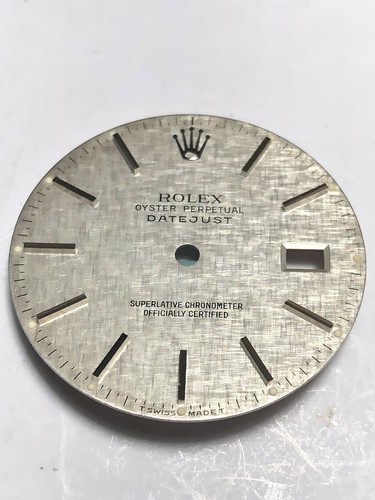 ROLEX
OYSTER PERPETUAL
DATEJUST
SUPERLATIVE CHRONOMETER
OFFICIALLY CERTIFIED
T SWISS MADE T